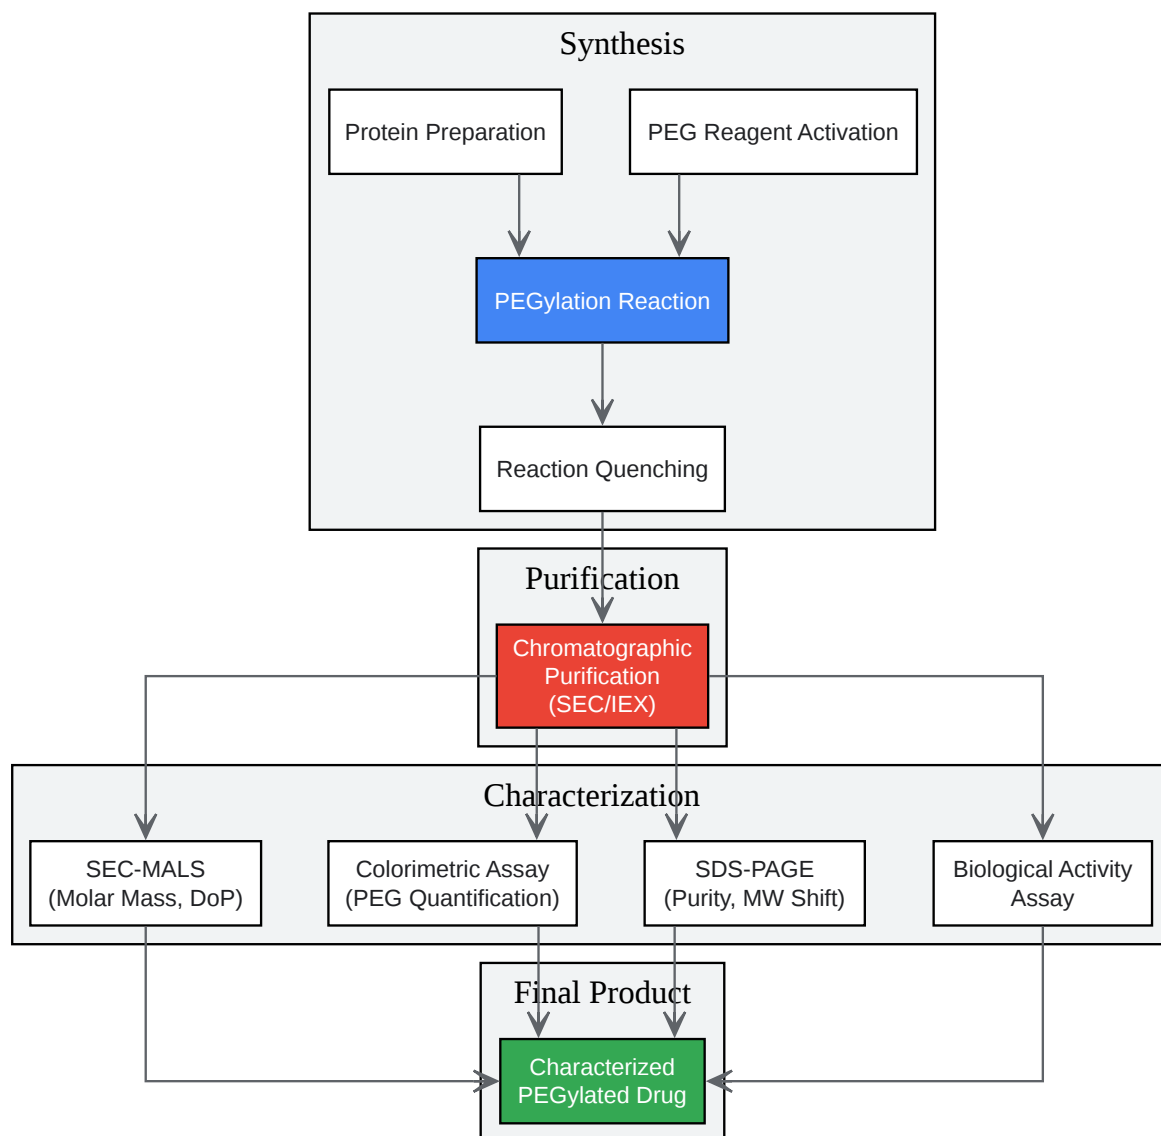 Synthesis
Protein Preparation
PEG Reagent Activation
PEGylation Reaction
Reaction Quenching
Purification
Chromatographic
Purification
(SEC/IEX)
Characterization
SEC-MALS
(Molar Mass, DoP)
Colorimetric Assay
(PEG Quantification)
SDS-PAGE
(Purity, MW Shift)
Biological Activity
Assay
Final Product
Characterized
PEGylated Drug